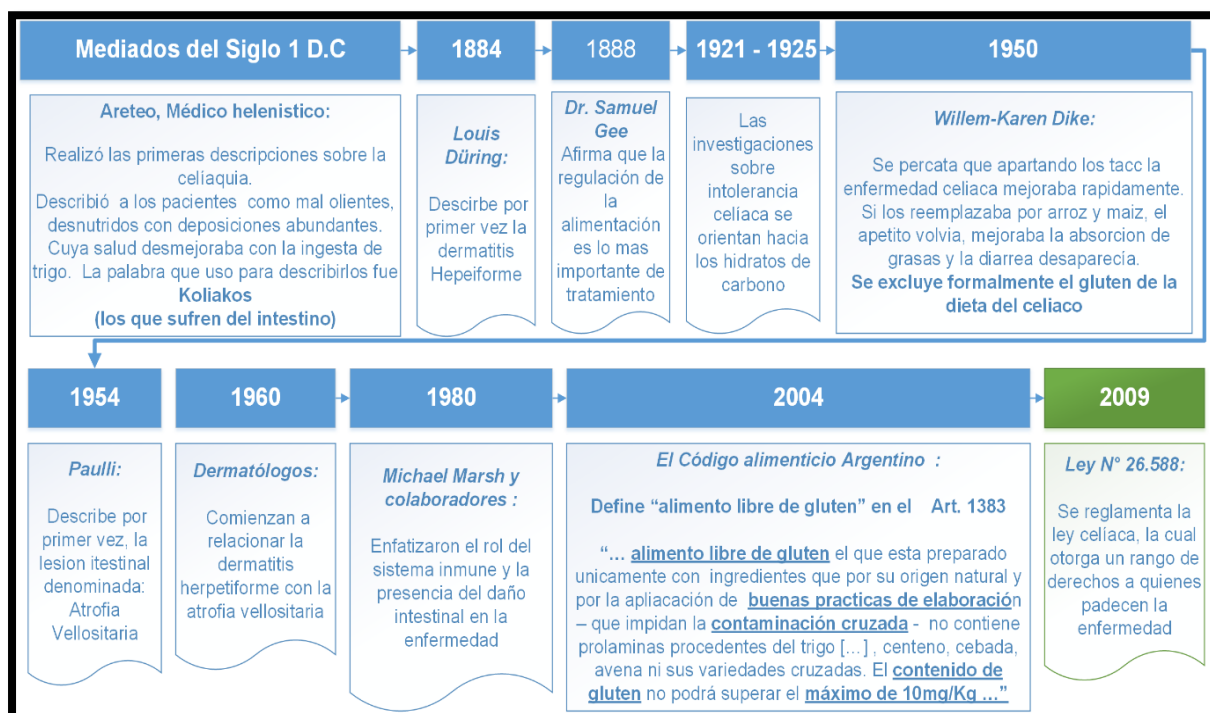 Mediados del Siglo 1 D.C
Areteo, Médico helenistico:
Realizó las primeras descripciones sobre la
celiaquia.
Describió a los pacientes como mal olientes,
desnutridos con deposiciones abundantes.
Cuya salud desmejoraba con la ingesta de
trigo. La palabra que uso para describirlos fue
Koliakos
(los que sufren del intestino)
1884
Louis
Düring:
Descirbe por
primer vez la
dermatitis
Hepeiforme
1888
Dr. Samuel
Gee
Afirma que la
regulación de
la
alimentación
es lo mas
importante de
tratamiento
1921 - 1925
Las
investigaciones
sobre
intolerancia
celíaca se
orientan hacia
los hidratos de
carbono
1950
Willem-Karen Dike:
Se percata que apartando los tacc la
enfermedad celiaca mejoraba rapidamente.
Si los reemplazaba por arroz y maiz, el
apetito volvia, mejoraba la absorcion de
grasas y la diarrea desaparecía.
Se excluye formalmente el gluten de la
dieta del celiaco
1954
Paulli:
Describe por
primer vez, la
lesion itestinal
denominada:
Atrofia
Vellositaria
1960
Dermatólogos:
Comienzan a
relacionar la
dermatitis
herpetiforme con la
atrofia vellositaria
1980
Michael Marsh y
colaboradores :
Enfatizaron el rol del
sistema inmune y la
presencia del daño
intestinal en la
enfermedad
2004
El Código alimenticio Argentino :
Define “alimento libre de gluten” en el Art. 1383
“... alimento libre de gluten el que esta preparado
unicamente con ingredientes que por su origen natural y
por la apliacación de buenas practicas de elaboración
– que impidan la contaminación cruzada - no contiene
prolaminas procedentes del trigo [...] , centeno, cebada,
avena ni sus variedades cruzadas. El contenido de
gluten no podrá superar el máximo de 10mg/Kg ...”
2009
Ley N° 26.588:
Se reglamenta la
ley celíaca, la cual
otorga un rango de
derechos a quienes
padecen la
enfermedad